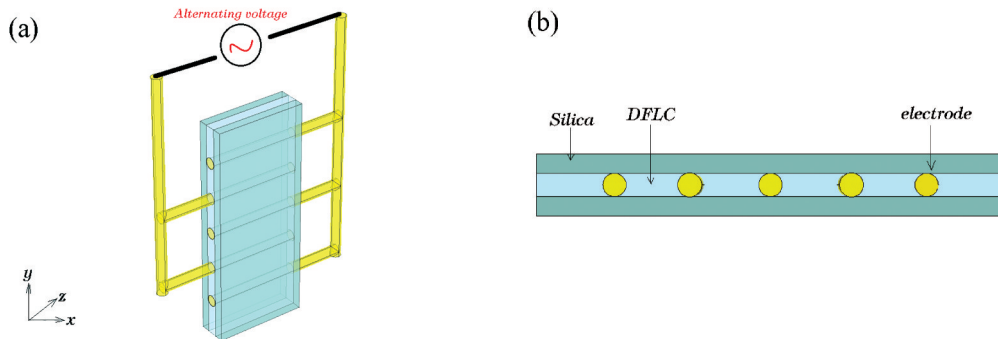 (a)
Alternating voltage
y
z
x
(b)
Silica
DFLC
electrode